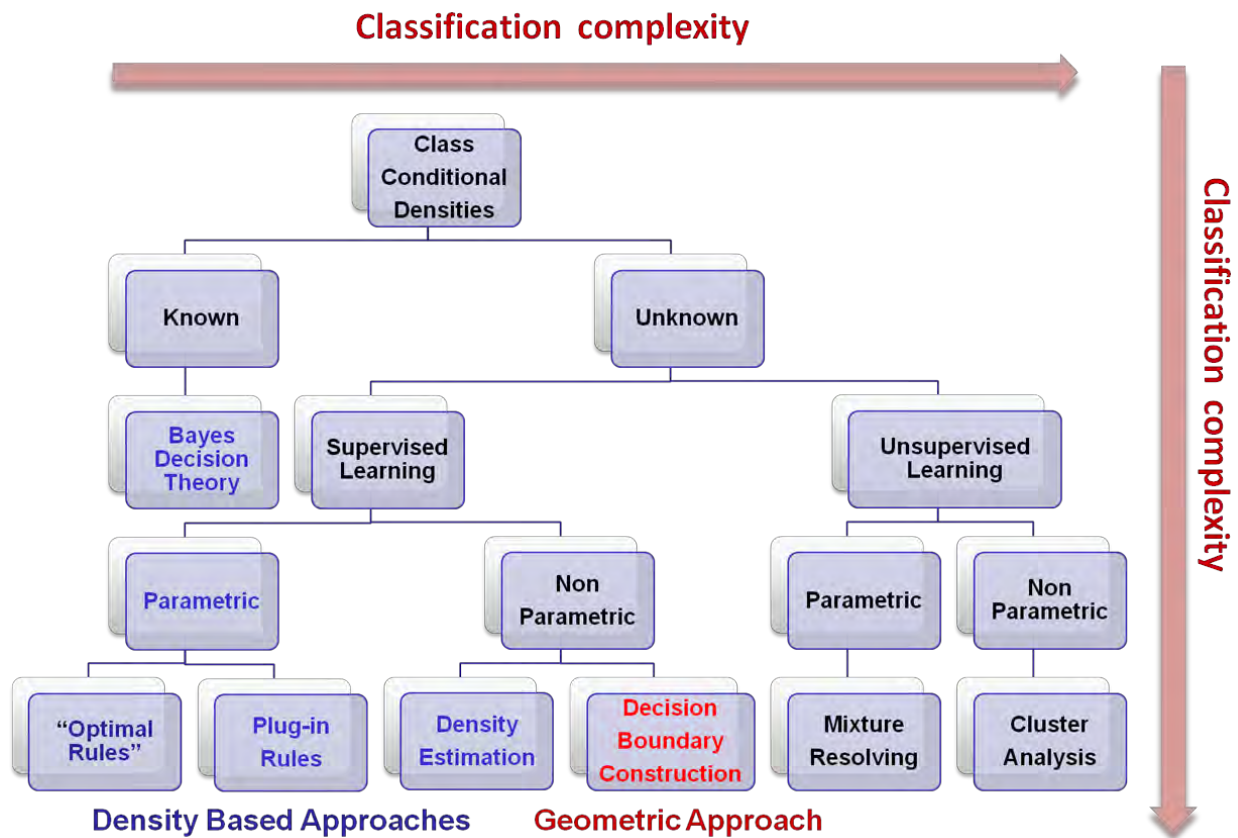 Classification complexity
Classification complexity
Class
Conditional
Densities
Known
Unknown
Bayes
Decision
Theory
Supervised
Learning
Unsupervised
Learning
Parametric
Non
Parametric
Parametric
Non
Parametric
“Optimal
Rules”
Plug-in
Rules
Density
Estimation
Decision
Boundary
Construction
Mixture
Resolving
Cluster
Analysis
Density Based Approaches
Geometric Approach